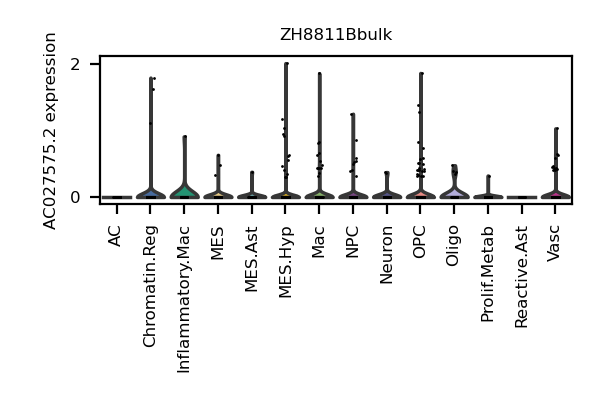 ZH8811Bbulk
AC027575.2 expression
2
0
AC
Chromatin.Reg
Inflammatory.Mac
MES
MES.Ast
MES.Hyp
Mac
NPC
Neuron
OPC
Oligo
Prolif.Metab
Reactive.Ast
Vasc